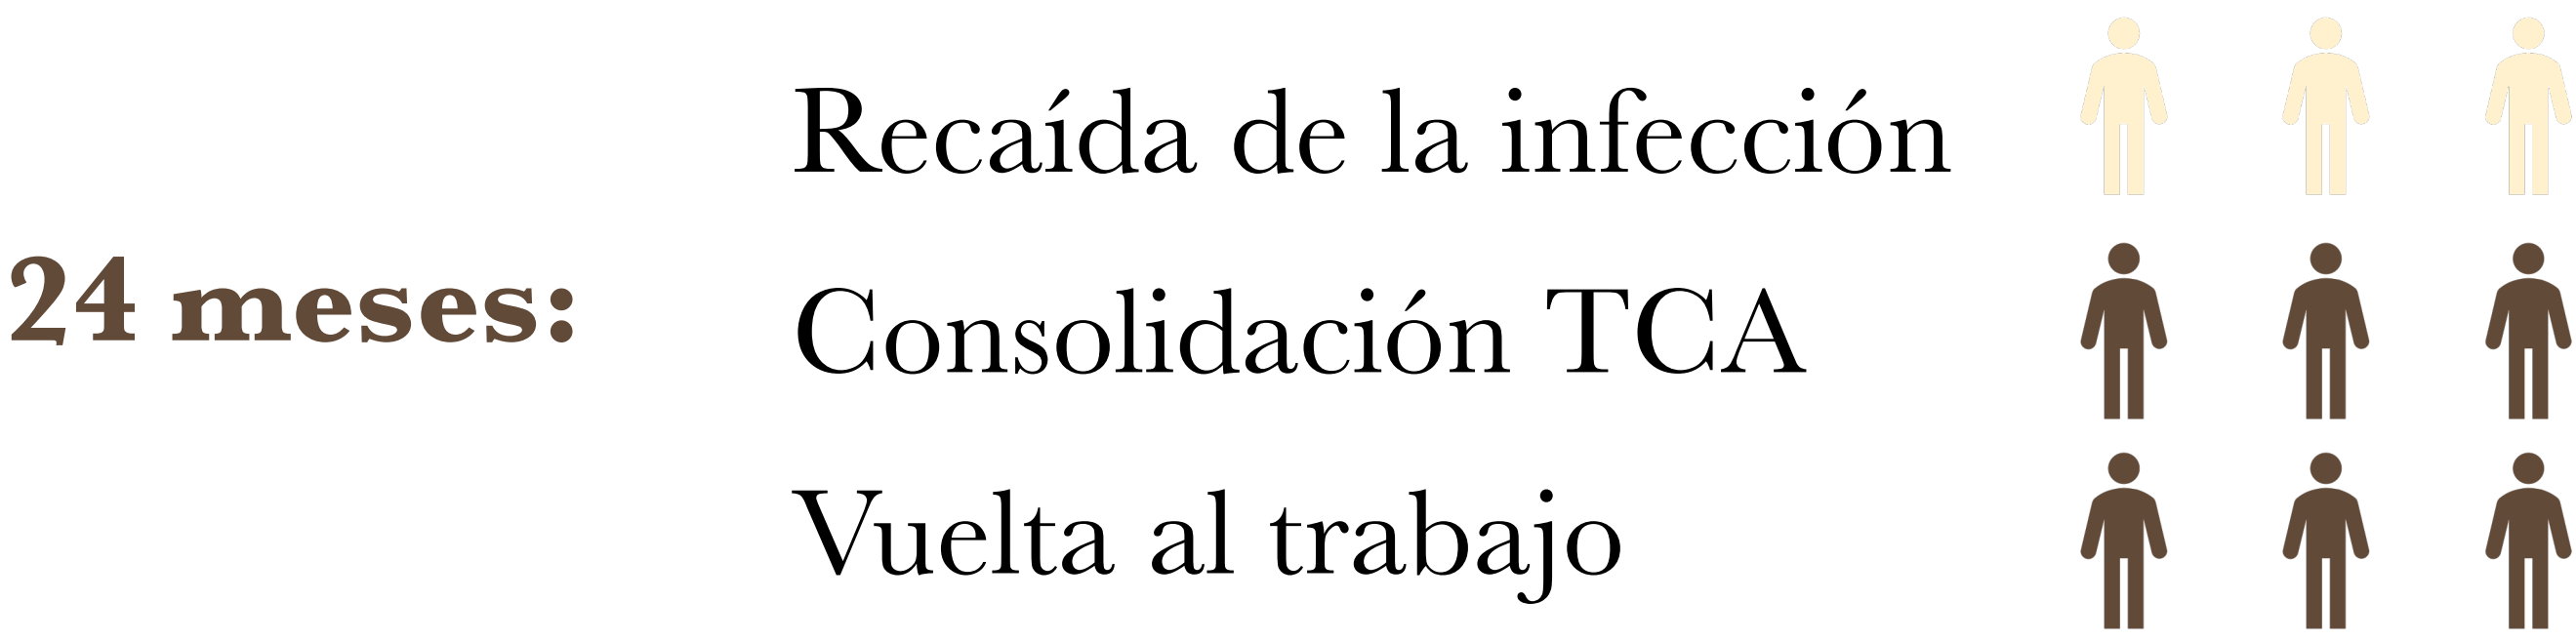 Recaída de la infección
24 meses:
Consolidación TCA
Vuelta al trabajo